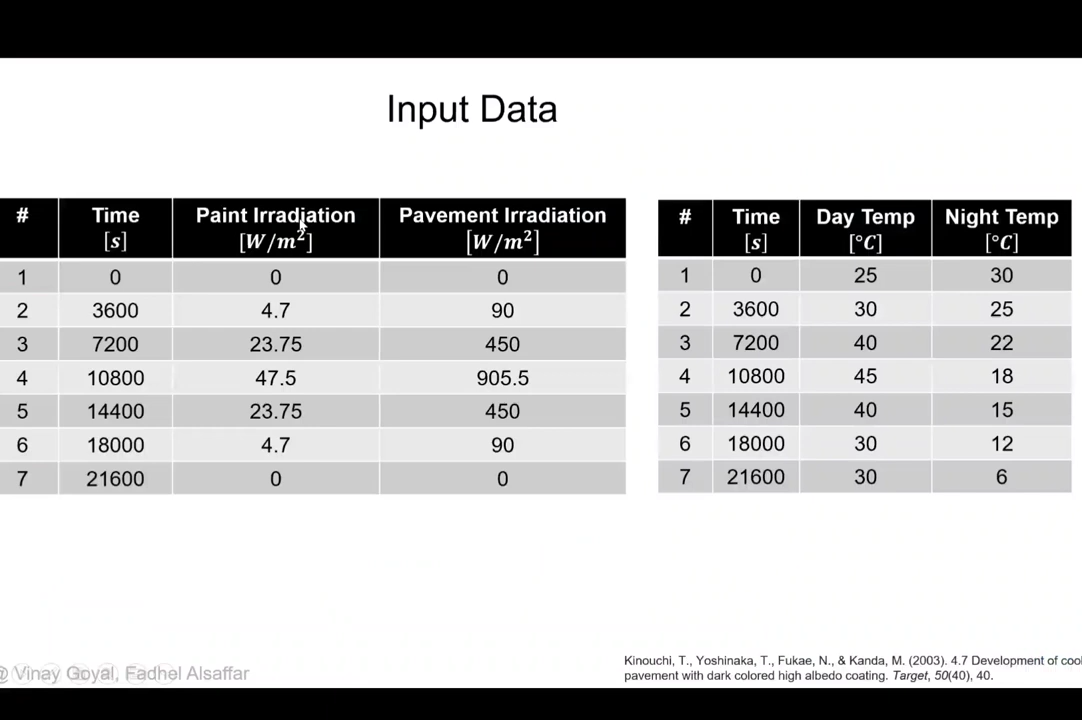 Input Data
# Time Paint Irradiation Pavement Irradiation
[s] [W/m²] [W/m²]
1 0 0 0
2 3600 4.7 90
3 7200 23.75 450
4 10800 47.5 905.5
5 14400 23.75 450
6 18000 4.7 90
7 21600 0 0
# Time Day Temp Night Temp
[s] [°C] [°C]
1 0 25 30
2 3600 30 25
3 7200 40 22
4 10800 45 18
5 14400 40 15
6 18000 30 12
7 21600 30 6
Kinouchi, T., Yoshinaka, T., Fukae, N., & Kanda, M. (2003). 4.7 Development of cool
pavement with dark colored high albedo coating. Target, 50(40), 40.
@ Vinay Goyal, Fadhel Alsaffar